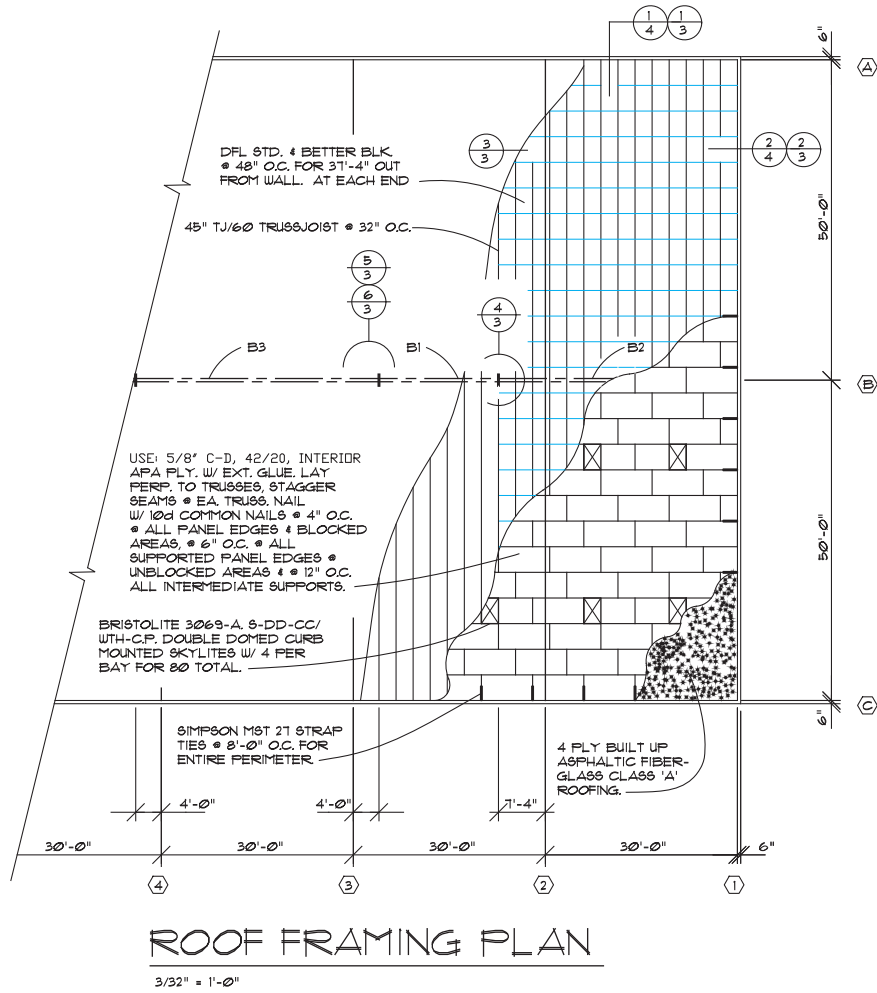 1
4
1
3
6"
A
DFL STD. & BETTER BLK.
@ 48" O.C. FOR 37'-4" OUT
FROM WALL. AT EACH END
3
3
2
4
2
3
45" TJ/60 TRUSSJOIST @ 32" O.C.
50'-0"
5
3
6
3
4
3
B3
B1
B2
B
USE: 5/8" C-D, 42/20, INTERIOR
APA PLY. W/ EXT. GLUE. LAY
PERP. TO TRUSSES, STAGGER
SEAMS @ EA. TRUSS. NAIL
W/ 10d COMMON NAILS @ 4" O.C.
@ ALL PANEL EDGES & BLOCKED
AREAS, @ 6" O.C. @ ALL
SUPPORTED PANEL EDGES @
UNBLOCKED AREAS & @ 12" O.C.
ALL INTERMEDIATE SUPPORTS.
50'-0"
BRISTOLITE 3069-A, S-DD-CC/
WTH-C.P. DOUBLE DOMED CURB
MOUNTED SKYLITES W/ 4 PER
BAY FOR 80 TOTAL.
C
6"
SIMPSON MST 27 STRAP
TIES @ 8'-0" O.C. FOR
ENTIRE PERIMETER.
4 PLY BUILT UP
ASPHALTIC FIBER-
GLASS CLASS 'A'
ROOFING.
4'-0"
4'-0"
7'-4"
30'-0"
30'-0"
30'-0"
30'-0"
6"
4
3
2
1
ROOF FRAMING PLAN
3/32" = 1'-0"